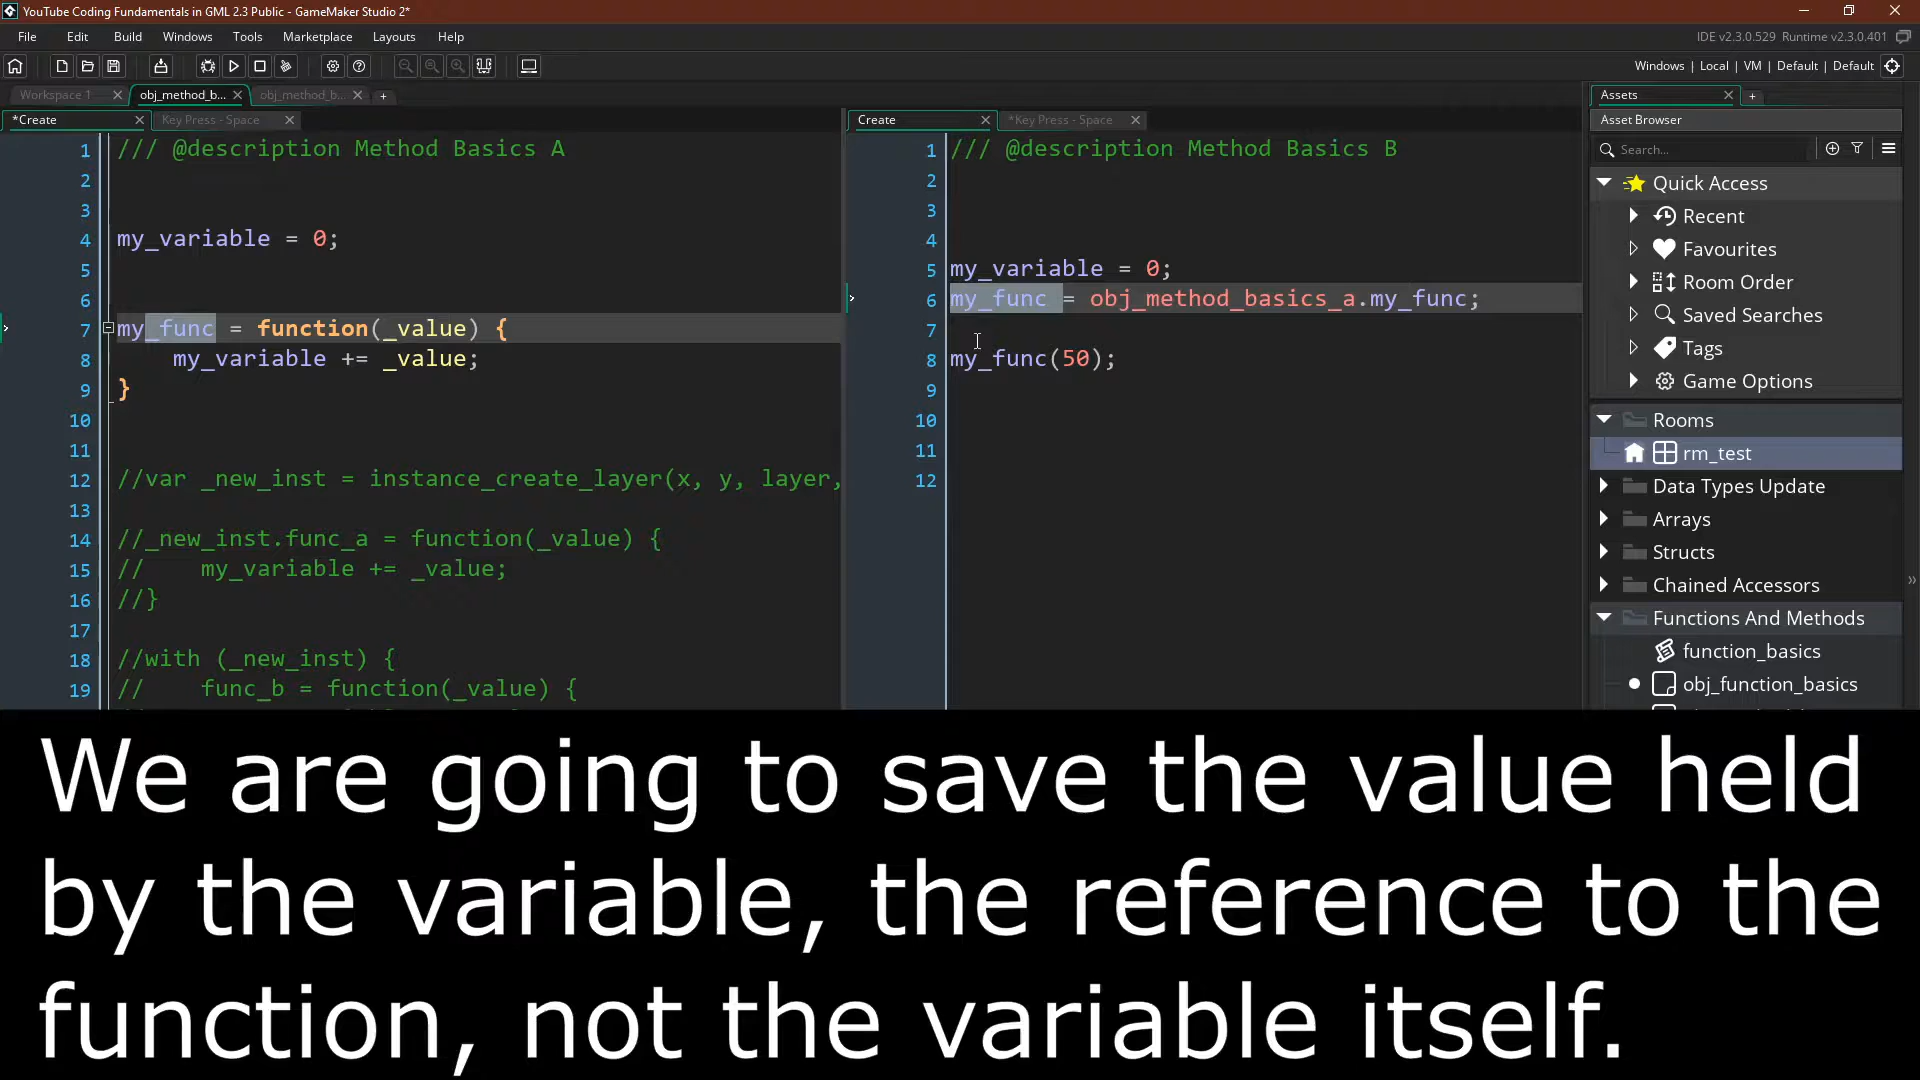 YouTube Coding Fundamentals in GML 2.3 Public - GameMaker Studio 2*
File Edit Build Windows Tools Marketplace Layouts Help
IDE v2.3.0.529 Runtime v2.3.0.401
Windows | Local | VM | Default | Default
Workspace 1 obj_method_b... obj_method_b...
*Create Key Press - Space
1 /// @description Method Basics A
2
3
4 my_variable = 0;
5
6
7 my_func = function(_value) {
8 my_variable += _value;
9 }
10
11
12 //var _new_inst = instance_create_layer(x, y, layer,
13
14 //_new_inst.func_a = function(_value) {
15 // my_variable += _value;
16 //}
17
18 //with (_new_inst) {
19 // func_b = function(_value) {
Create *Key Press - Space
1 /// @description Method Basics B
2
3
4
5 my_variable = 0;
6 my_func = obj_method_basics_a.my_func;
7
8 my_func(50);
9
10
11
12
Assets
Asset Browser
Search...
Quick Access
Recent
Favourites
Room Order
Saved Searches
Tags
Game Options
Rooms
rm_test
Data Types Update
Arrays
Structs
Chained Accessors
Functions And Methods
function_basics
obj_function_basics
We are going to save the value held
by the variable, the reference to the
function, not the variable itself.